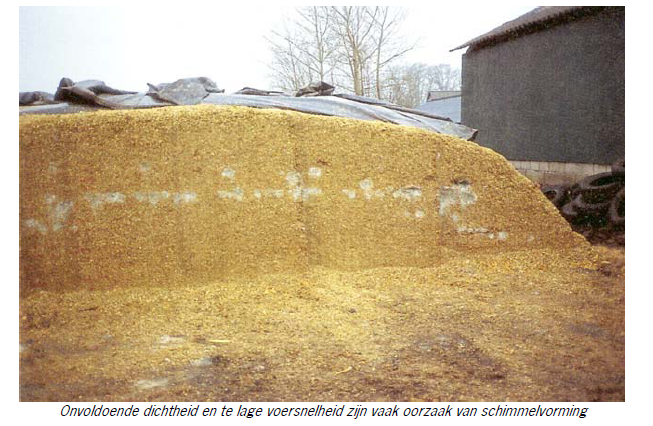 Onvoldoende dichtheid en te lage voersnelheid zijn vaak oorzaak van schimmelvorming